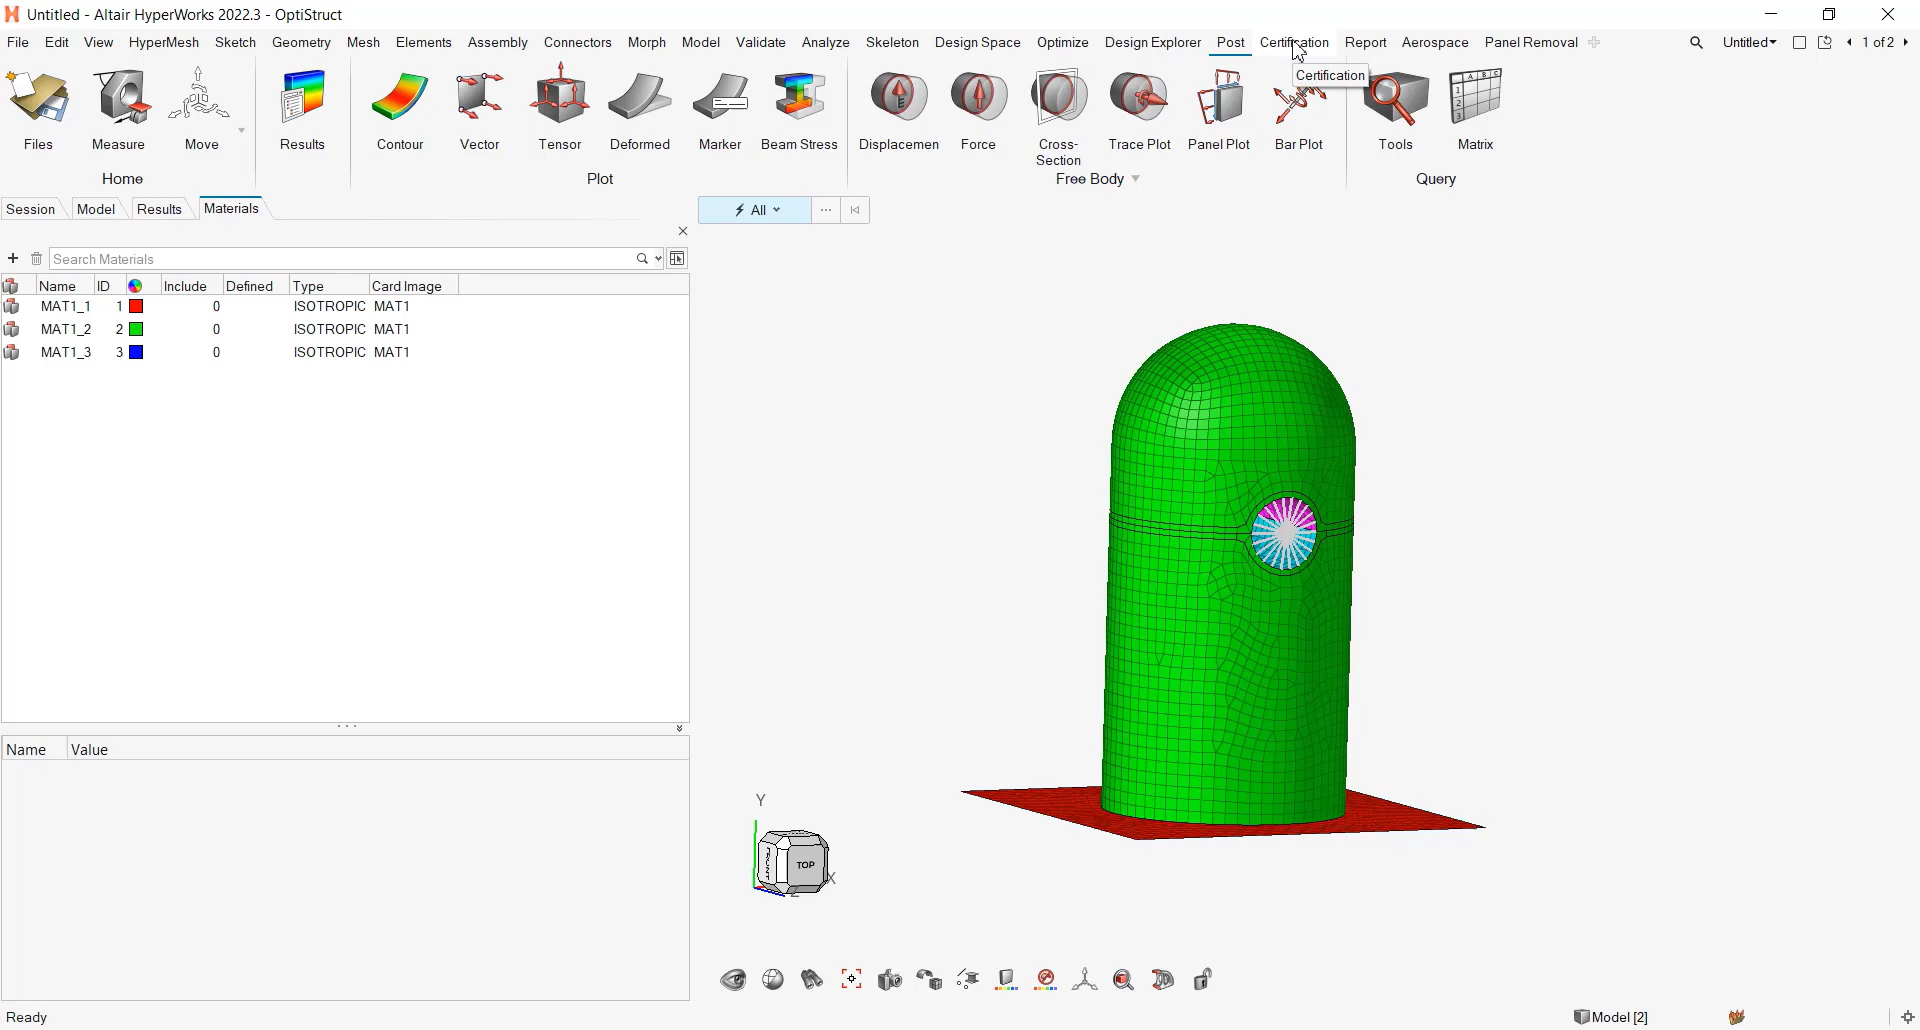 Untitled - Altair HyperWorks 2022.3 - OptiStruct
File Edit View HyperMesh Sketch Geometry Mesh Elements Assembly Connectors Morph Model Validate Analyze Skeleton Design Space Optimize Design Explorer Post Certification Report Aerospace Panel Removal Untitled 1 of 2
Certification
Files Measure Move Results Contour Vector Tensor Deformed Marker Beam Stress Displacemen Force Cross-Section Trace Plot Panel Plot Bar Plot Tools Matrix
Home Plot Free Body Query
Session Model Results Materials All
Search Materials
Name ID Include Defined Type Card Image
MAT1_1 1 0 ISOTROPIC MAT1
MAT1_2 2 0 ISOTROPIC MAT1
MAT1_3 3 0 ISOTROPIC MAT1
Name Value
Y
FRONT TOP X
Z
Ready Model [2]